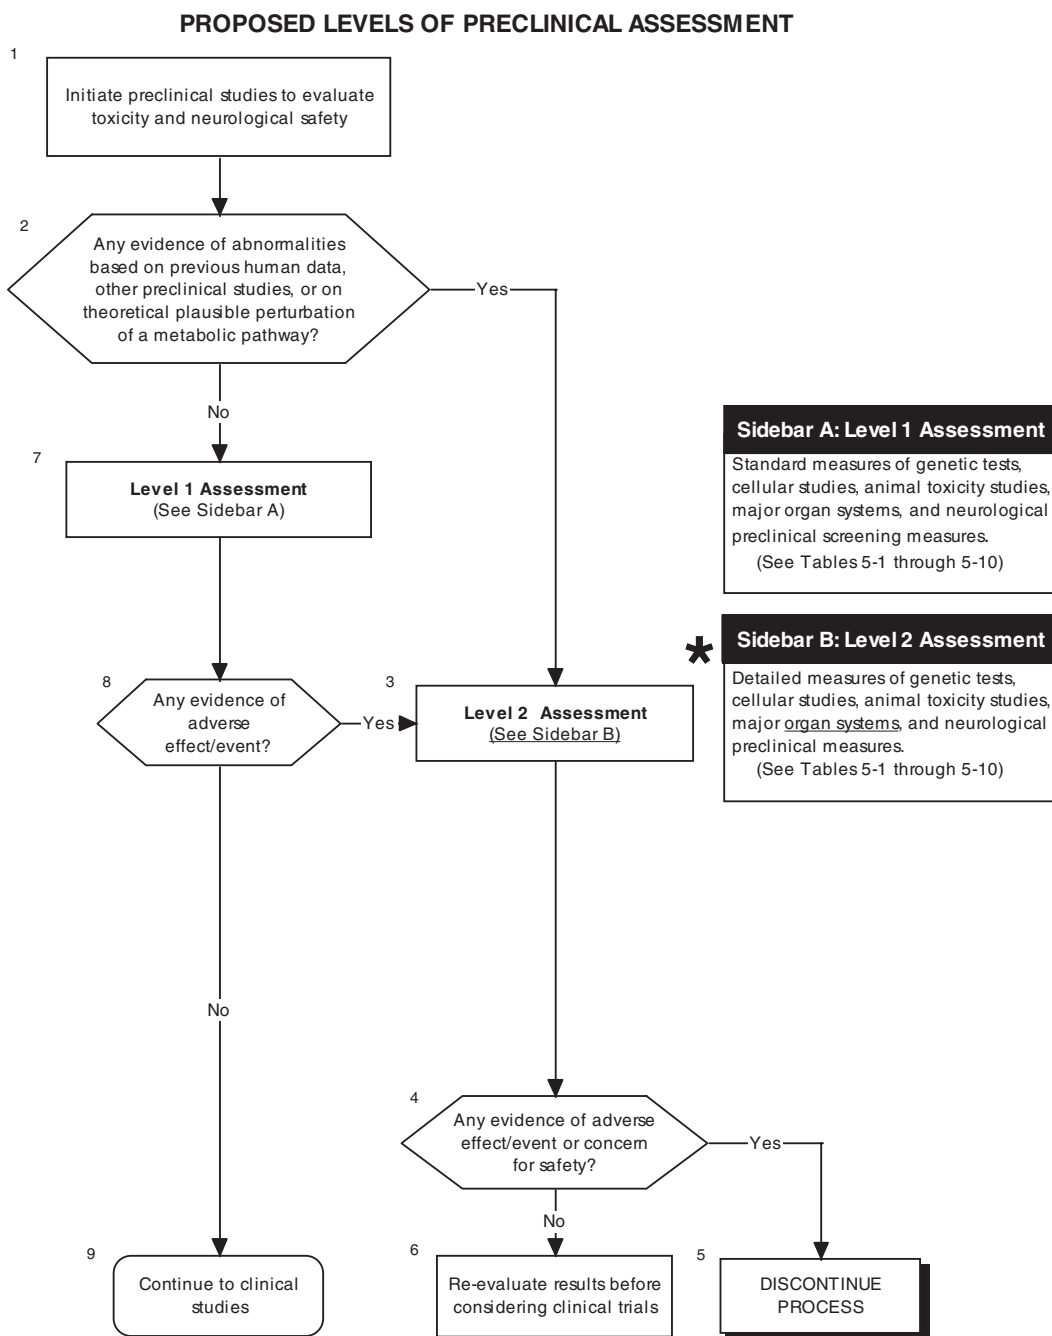 PROPOSED LEVELS OF PRECLINICAL ASSESSMENT
1
Initiate preclinical studies to evaluate
toxicity and neurological safety
2
Any evidence of abnormalities
based on previous human data,
other preclinical studies, or on
theoretical plausible perturbation
of a metabolic pathway?
Yes
No
7
Level 1 Assessment
(See Sidebar A)
Sidebar A: Level 1 Assessment
Standard measures of genetic tests,
cellular studies, animal toxicity studies,
major organ systems, and neurological
preclinical screening measures.
(See Tables 5-1 through 5-10)
*
Sidebar B: Level 2 Assessment
Detailed measures of genetic tests,
cellular studies, animal toxicity studies,
major organ systems, and neurological
preclinical measures.
(See Tables 5-1 through 5-10)
8
Any evidence of
adverse
effect/event?
Yes
3
Level 2 Assessment
(See Sidebar B)
No
4
Any evidence of adverse
effect/event or concern
for safety?
Yes
No
9
Continue to clinical
studies
6
Re-evaluate results before
considering clinical trials
5
DISCONTINUE
PROCESS